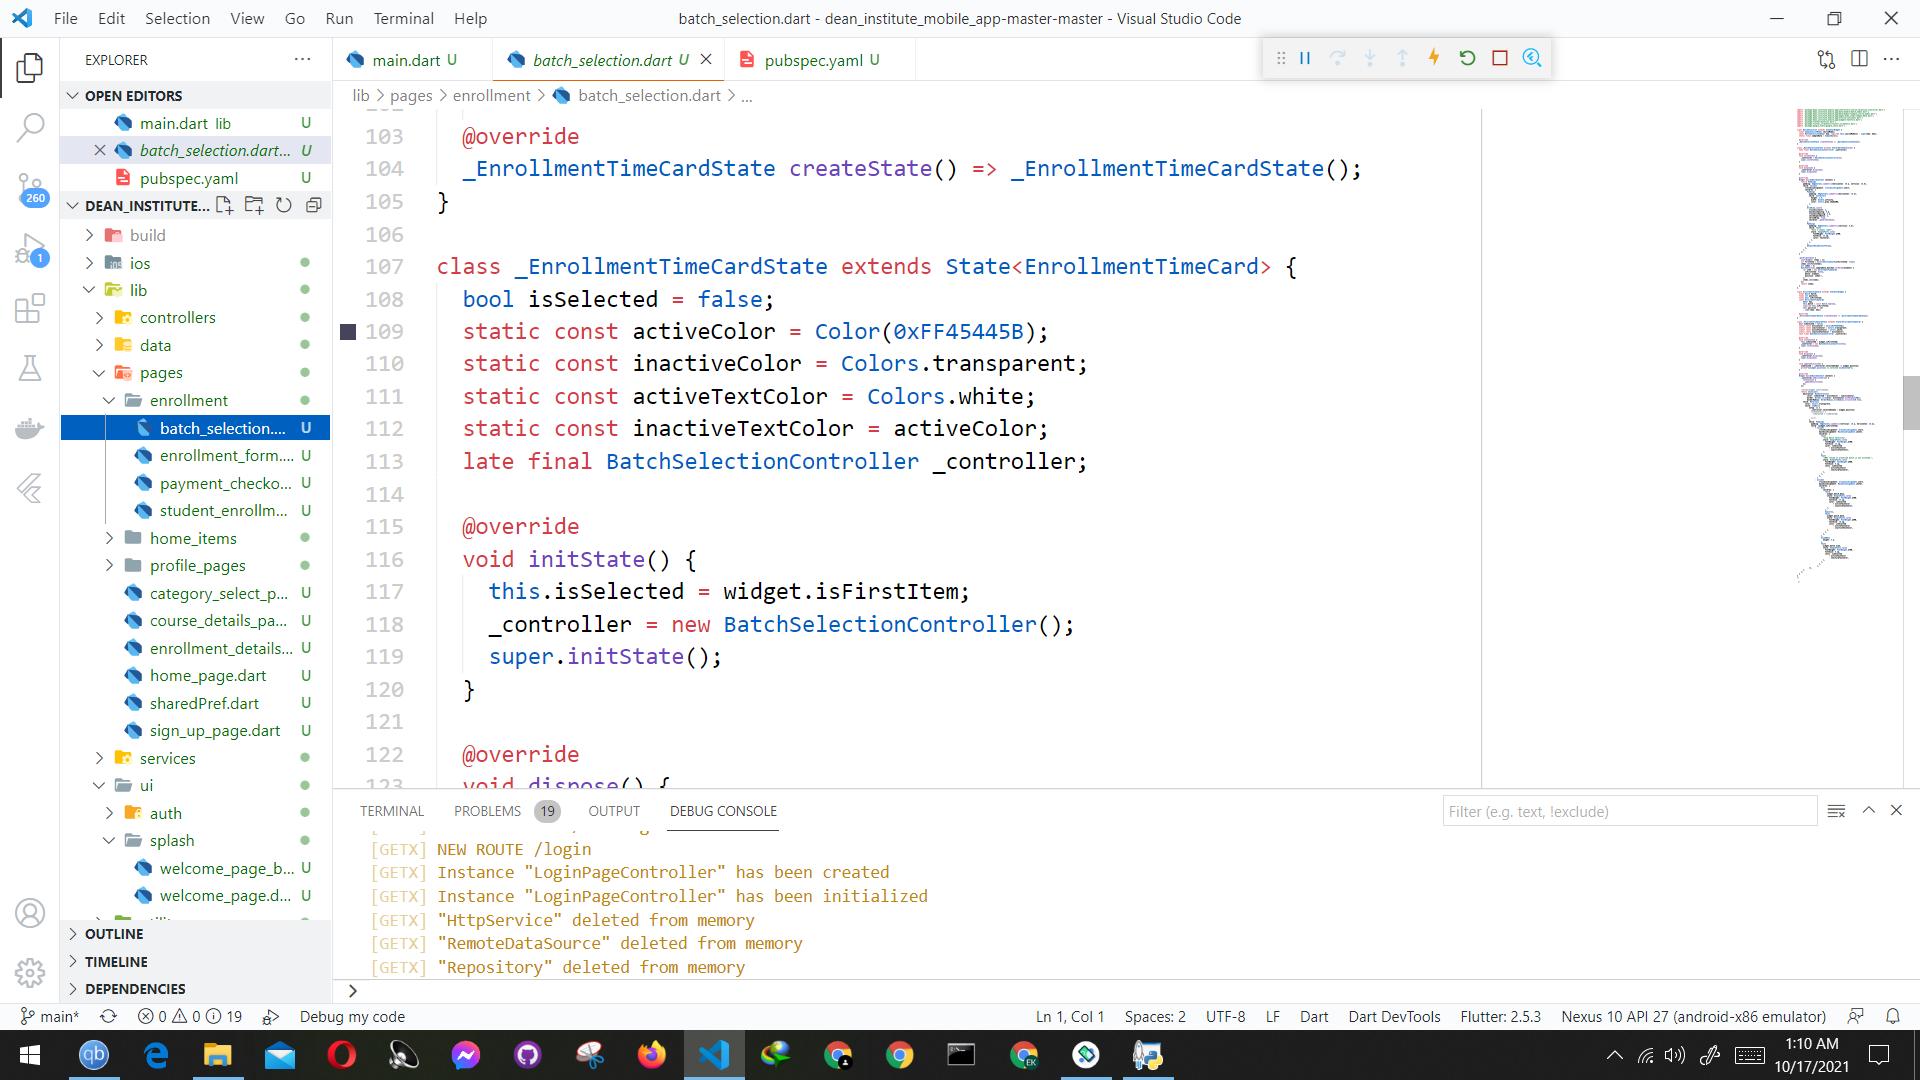 File Edit Selection View Go Run Terminal Help
batch_selection.dart - dean_institute_mobile_app-master-master - Visual Studio Code
EXPLORER
main.dart U
batch_selection.dart U
pubspec.yaml U
OPEN EDITORS
main.dart lib U
batch_selection.dart... U
pubspec.yaml U
260
1
DEAN_INSTITUTE...
build
ios
lib
controllers
data
pages
enrollment
batch_selection.... U
enrollment_form.... U
payment_checko... U
student_enrollm... U
home_items
profile_pages
category_select_p... U
course_details_pa... U
enrollment_details... U
home_page.dart U
sharedPref.dart U
sign_up_page.dart U
services
ui
auth
splash
welcome_page_b... U
welcome_page.d... U
OUTLINE
TIMELINE
DEPENDENCIES
lib > pages > enrollment > batch_selection.dart > ...
103 @override
104 _EnrollmentTimeCardState createState() => _EnrollmentTimeCardState();
105 }
106
107 class _EnrollmentTimeCardState extends State<EnrollmentTimeCard> {
108 bool isSelected = false;
109 static const activeColor = Color(0xFF45445B);
110 static const inactiveColor = Colors.transparent;
111 static const activeTextColor = Colors.white;
112 static const inactiveTextColor = activeColor;
113 late final BatchSelectionController _controller;
114
115 @override
116 void initState() {
117 this.isSelected = widget.isFirstItem;
118 _controller = new BatchSelectionController();
119 super.initState();
120 }
121
122 @override
123 void dispose() {
TERMINAL PROBLEMS 19 OUTPUT DEBUG CONSOLE
Filter (e.g. text, !exclude)
[GETX] NEW ROUTE /login
[GETX] Instance "LoginPageController" has been created
[GETX] Instance "LoginPageController" has been initialized
[GETX] "HttpService" deleted from memory
[GETX] "RemoteDataSource" deleted from memory
[GETX] "Repository" deleted from memory
>
main* 0 0 19 Debug my code
Ln 1, Col 1 Spaces: 2 UTF-8 LF Dart Dart DevTools Flutter: 2.5.3 Nexus 10 API 27 (android-x86 emulator)
qb
EK
1:10 AM
10/17/2021